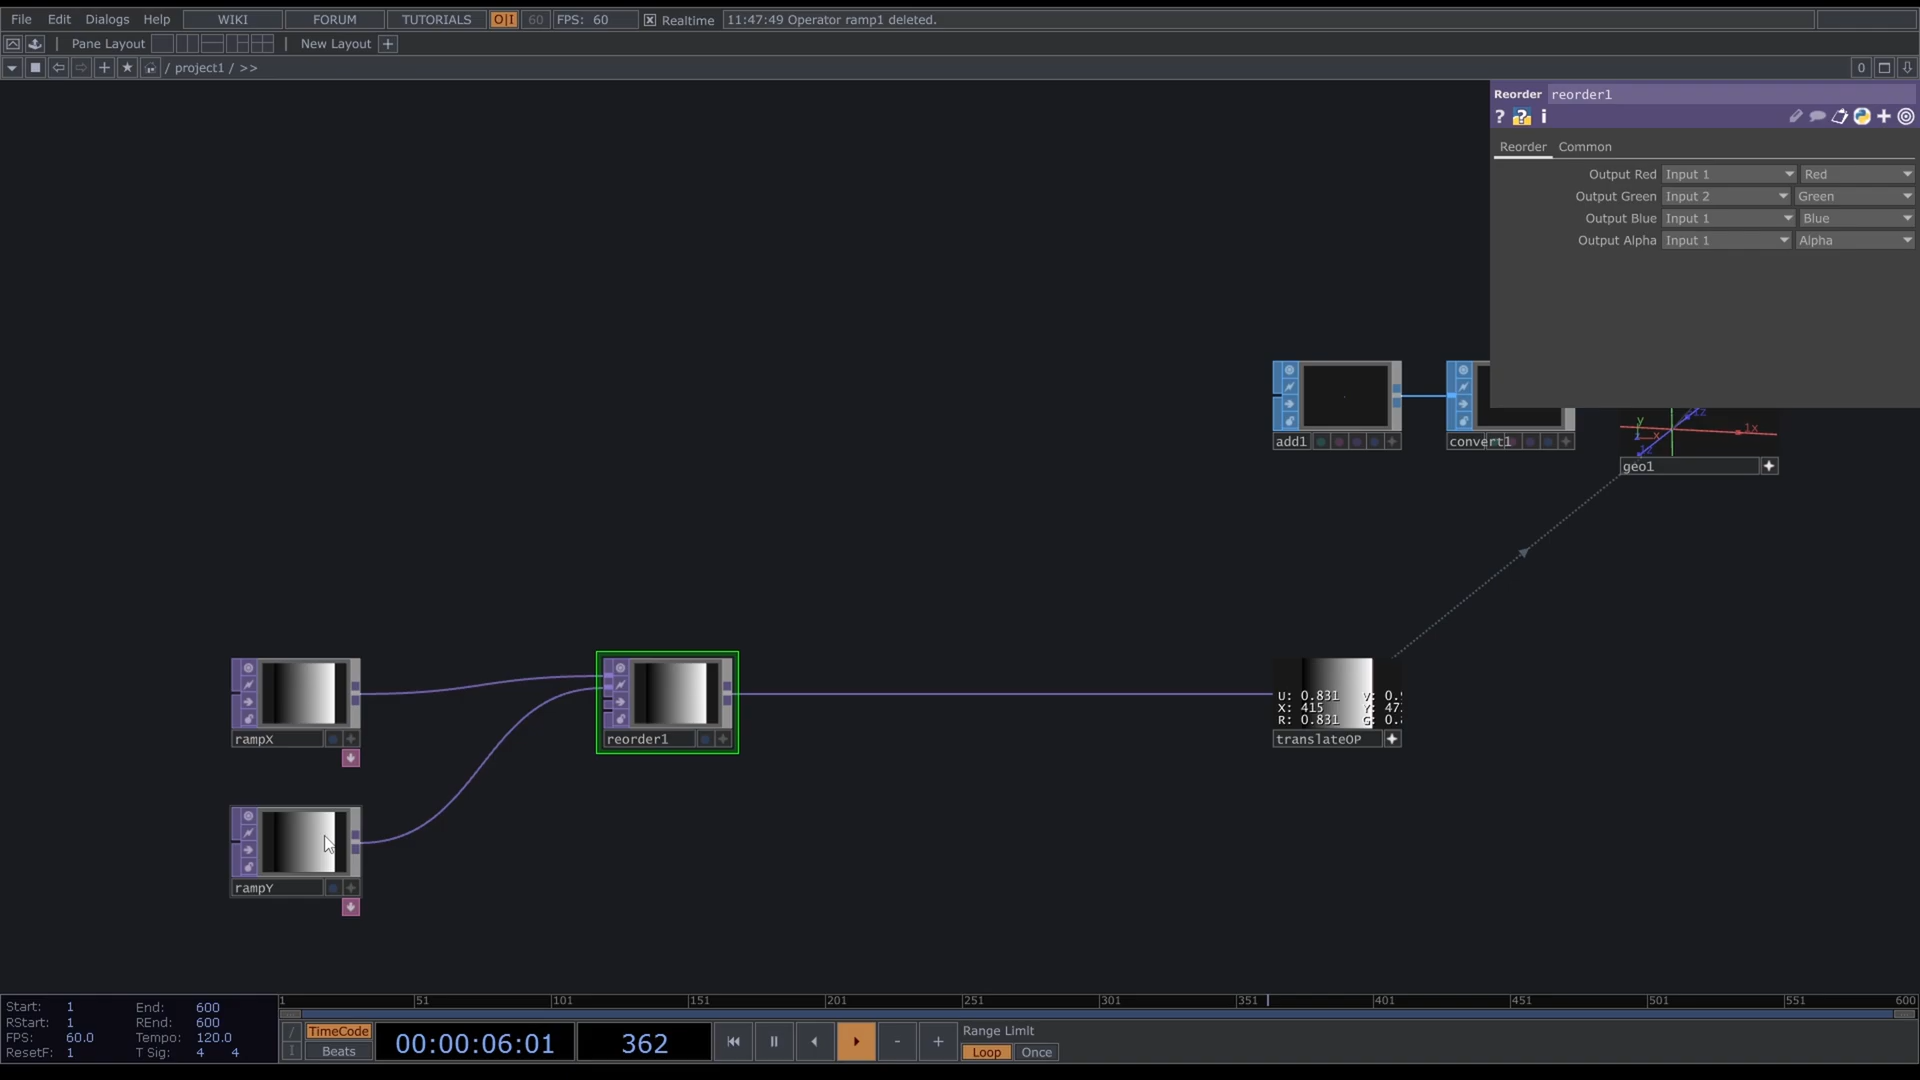 File Edit Dialogs Help WIKI FORUM TUTORIALS O|I 60 FPS: 60 Realtime 11:47:49 Operator ramp1 deleted.
Pane Layout New Layout +
/ project1 / >> 0
Reorder reorder1
? ? i
Reorder Common
Output Red Input 1 Red
Output Green Input 2 Green
Output Blue Input 1 Blue
Output Alpha Input 1 Alpha
add1
convert1
y x z 1x 1z
geo1
rampX
reorder1
U: 0.831 V:
X: 415 Y:
R: 0.831 G:
translateOP
rampY
1 51 101 151 201 251 301 351 401 451 501 551 600
Start: 1 End: 600
RStart: 1 REnd: 600
FPS: 60.0 Tempo: 120.0
ResetF: 1 T Sig: 4 4
TimeCode
Beats
00:00:06:01
362
- +
Range Limit
Loop Once